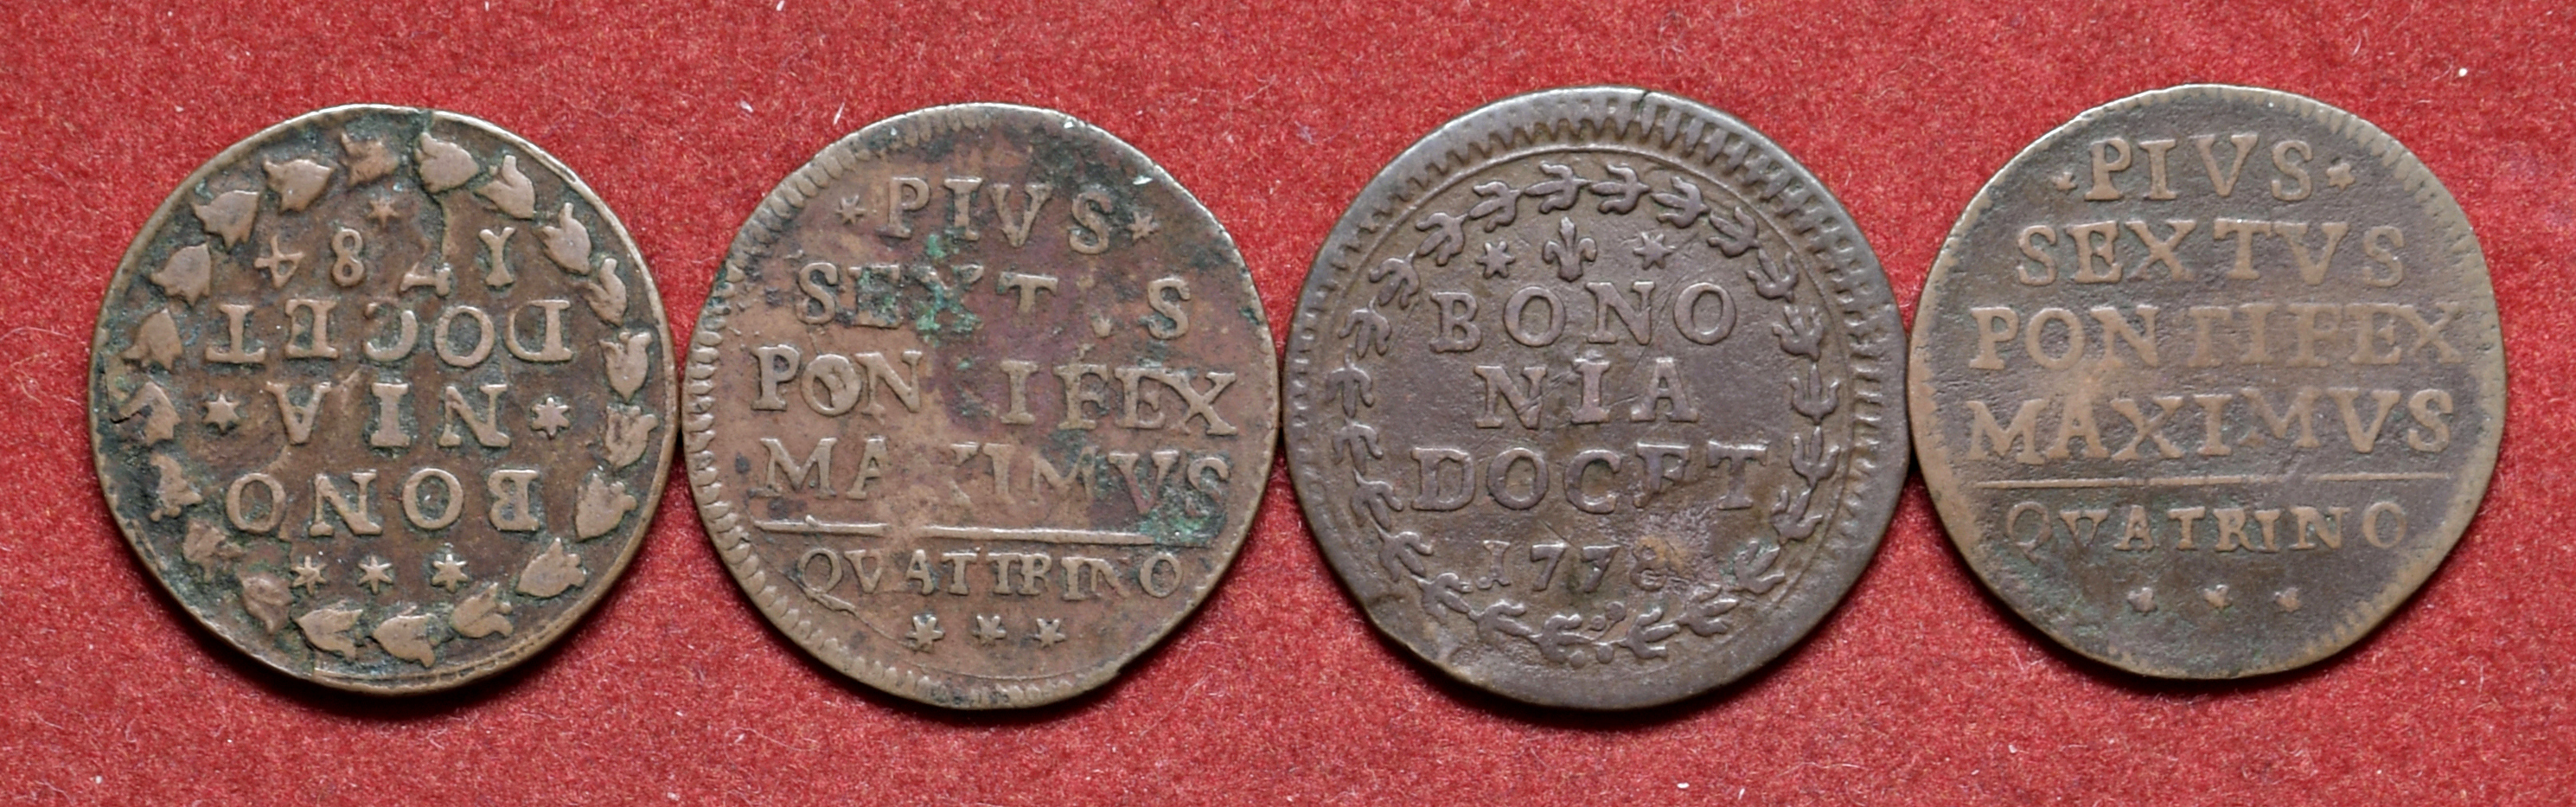 BONO
NIA
DOCET
1784
PIVS
SEXT S
PON IFEX
MA XIMVS
QVATTRINO
BONO
NIA
DOCET
1778
PIVS
SEXTVS
PONTIFEX
MAXIMVS
QVATRINO